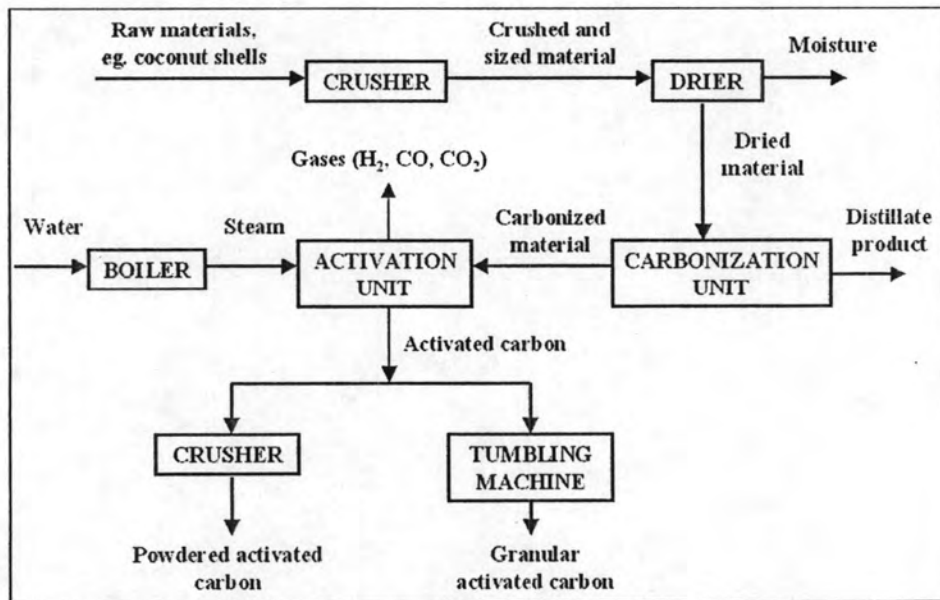 Raw materials,
eg. coconut shells
CRUSHER
Crushed and
sized material
DRIER
Moisture
Gases (H₂, CO, CO₂)
Dried
material
Water
BOILER
Steam
ACTIVATION
UNIT
Carbonized
material
CARBONIZATION
UNIT
Distillate
product
Activated carbon
CRUSHER
TUMBLING
MACHINE
Powdered activated
carbon
Granular
activated carbon